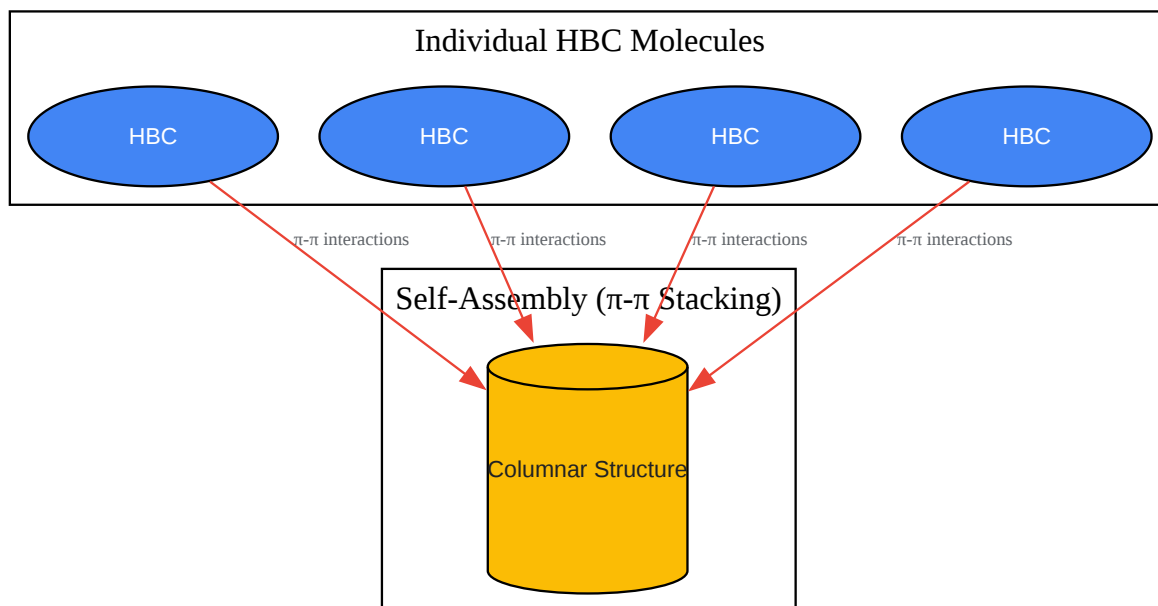 Individual HBC Molecules
HBC
HBC
HBC
HBC
π-π interactions
π-π interactions
π-π interactions
π-π interactions
Self-Assembly (π-π Stacking)
Columnar Structure